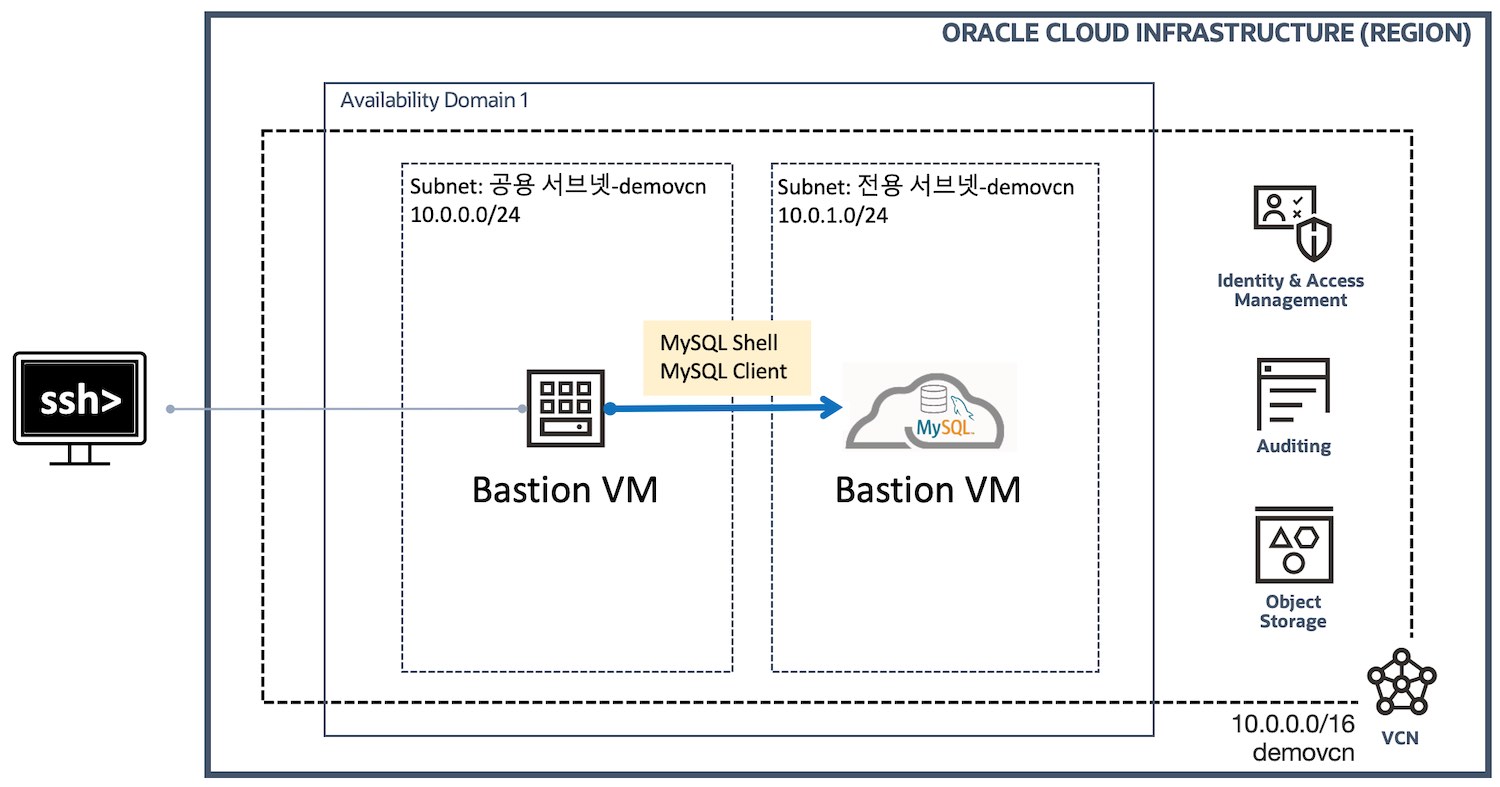 ORACLE CLOUD INFRASTRUCTURE (REGION)
Availability Domain 1
Subnet: 공용 서브넷-demovcn
10.0.0.0/24
Subnet: 전용 서브넷-demovcn
10.0.1.0/24
Identity & Access
Management
MySQL Shell
MySQL Client
ssh>
MySQL
Auditing
Bastion VM
Bastion VM
Object
Storage
10.0.0.0/16
demovcn
VCN